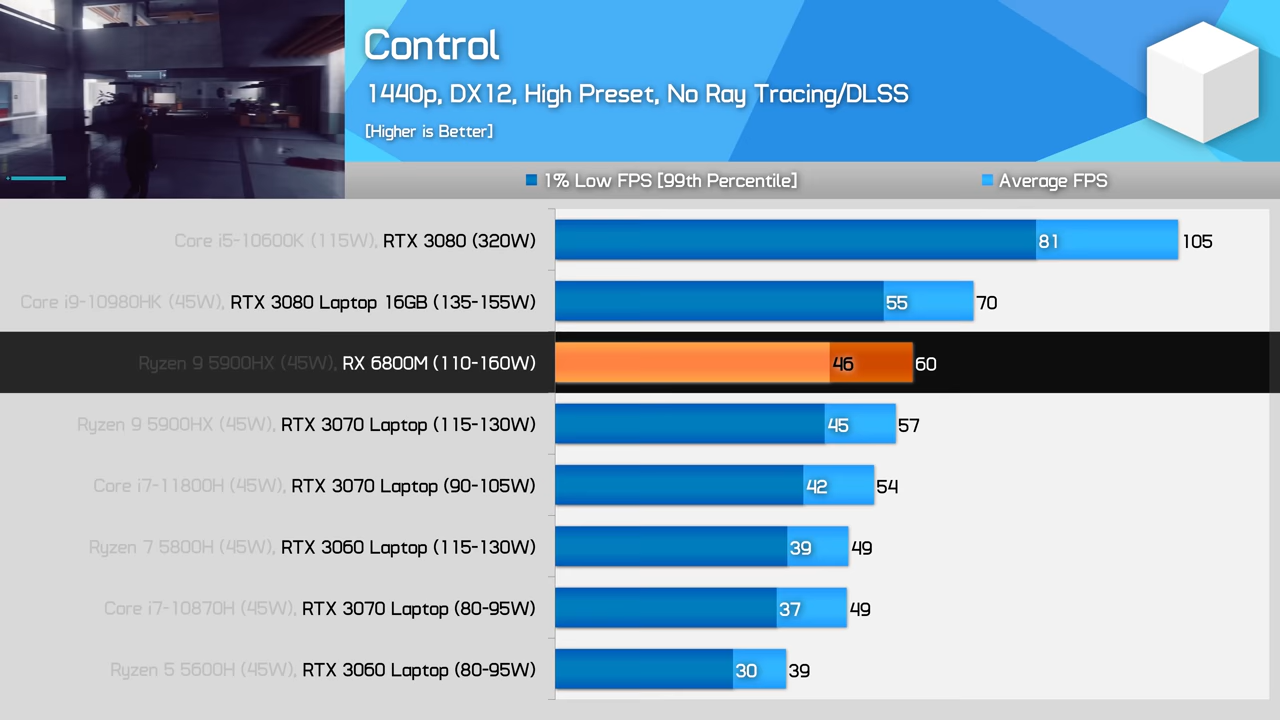 Control
1440p, DX12, High Preset, No Ray Tracing/DLSS
[Higher is Better]
1% Low FPS [99th Percentile] Average FPS
Core i5-10600K (115W), RTX 3080 (320W) 81 105
Core i9-10980HK (45W), RTX 3080 Laptop 16GB (135-155W) 55 70
Ryzen 9 5900HX (45W), RX 6800M (110-160W) 46 60
Ryzen 9 5900HX (45W), RTX 3070 Laptop (115-130W) 45 57
Core i7-11800H (45W), RTX 3070 Laptop (90-105W) 42 54
Ryzen 7 5800H (45W), RTX 3060 Laptop (115-130W) 39 49
Core i7-10870H (45W), RTX 3070 Laptop (80-95W) 37 49
Ryzen 5 5600H (45W), RTX 3060 Laptop (80-95W) 30 39